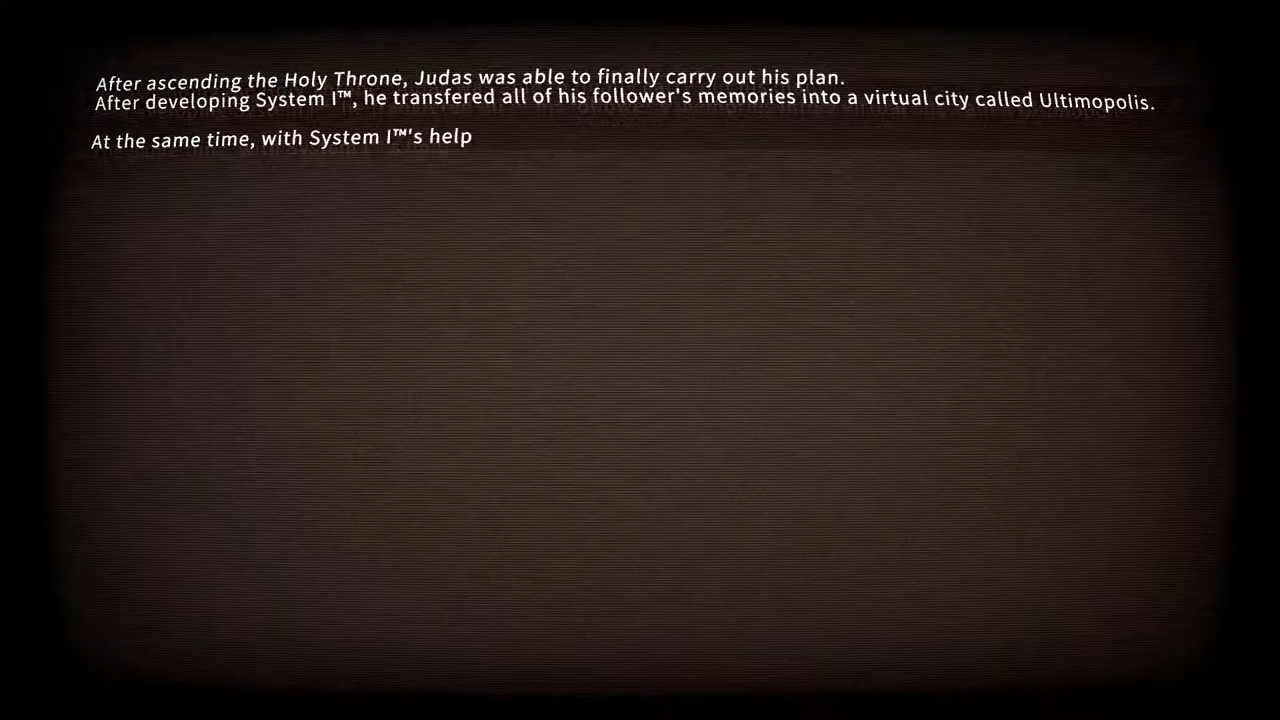 After ascending the Holy Throne, Judas was able to finally carry out his plan.
After developing System I™, he transfered all of his follower's memories into a virtual city called Ultimopolis.
At the same time, with System I™'s help